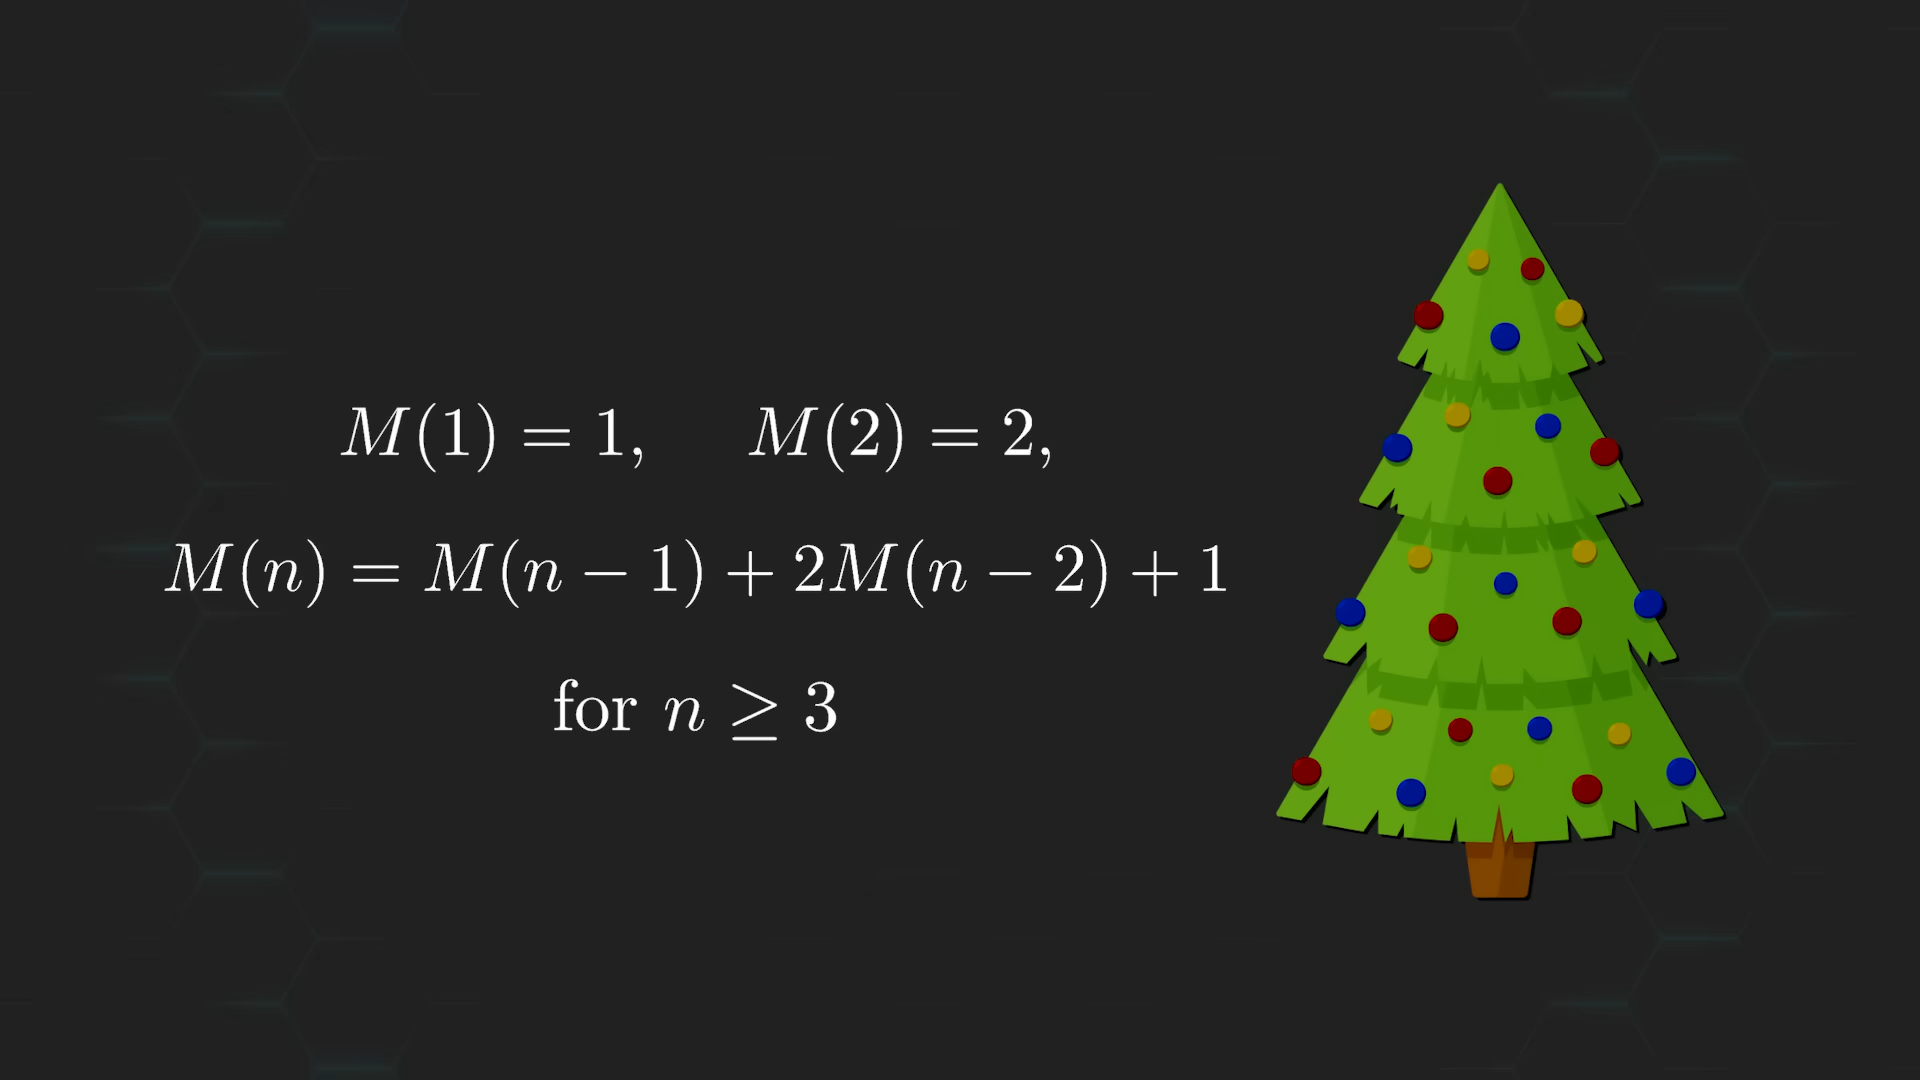 M(1) = 1, M(2) = 2,
M(n) = M(n − 1) + 2M(n − 2) + 1
for n ≥ 3